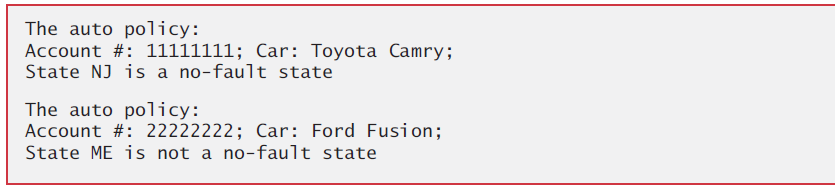 The auto policy:
Account #: 11111111; Car: Toyota Camry;
State NJ is a no-fault state
The auto policy:
Account #: 22222222; Car: Ford Fusion;
State ME is not a no-fault state